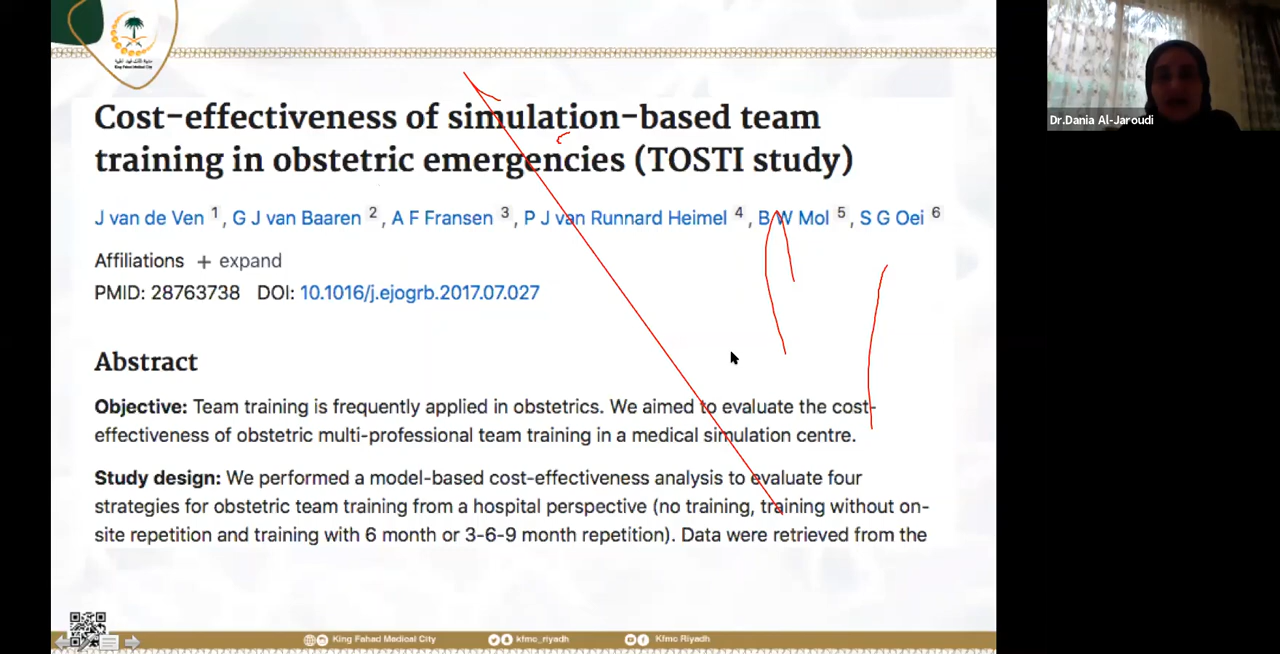 King Fahad Medical City
Cost-effectiveness of simulation-based team
training in obstetric emergencies (TOSTI study)
J van de Ven 1, G J van Baaren 2, A F Fransen 3, P J van Runnard Heimel 4, B W Mol 5, S G Oei 6
Affiliations + expand
PMID: 28763738 DOI: 10.1016/j.ejogrb.2017.07.027
Abstract
Objective: Team training is frequently applied in obstetrics. We aimed to evaluate the cost-
effectiveness of obstetric multi-professional team training in a medical simulation centre.
Study design: We performed a model-based cost-effectiveness analysis to evaluate four
strategies for obstetric team training from a hospital perspective (no training, training without on-
site repetition and training with 6 month or 3-6-9 month repetition). Data were retrieved from the
King Fahad Medical City kfmc_riyadh Kfmc Riyadh
Dr.Dania Al-Jaroudi